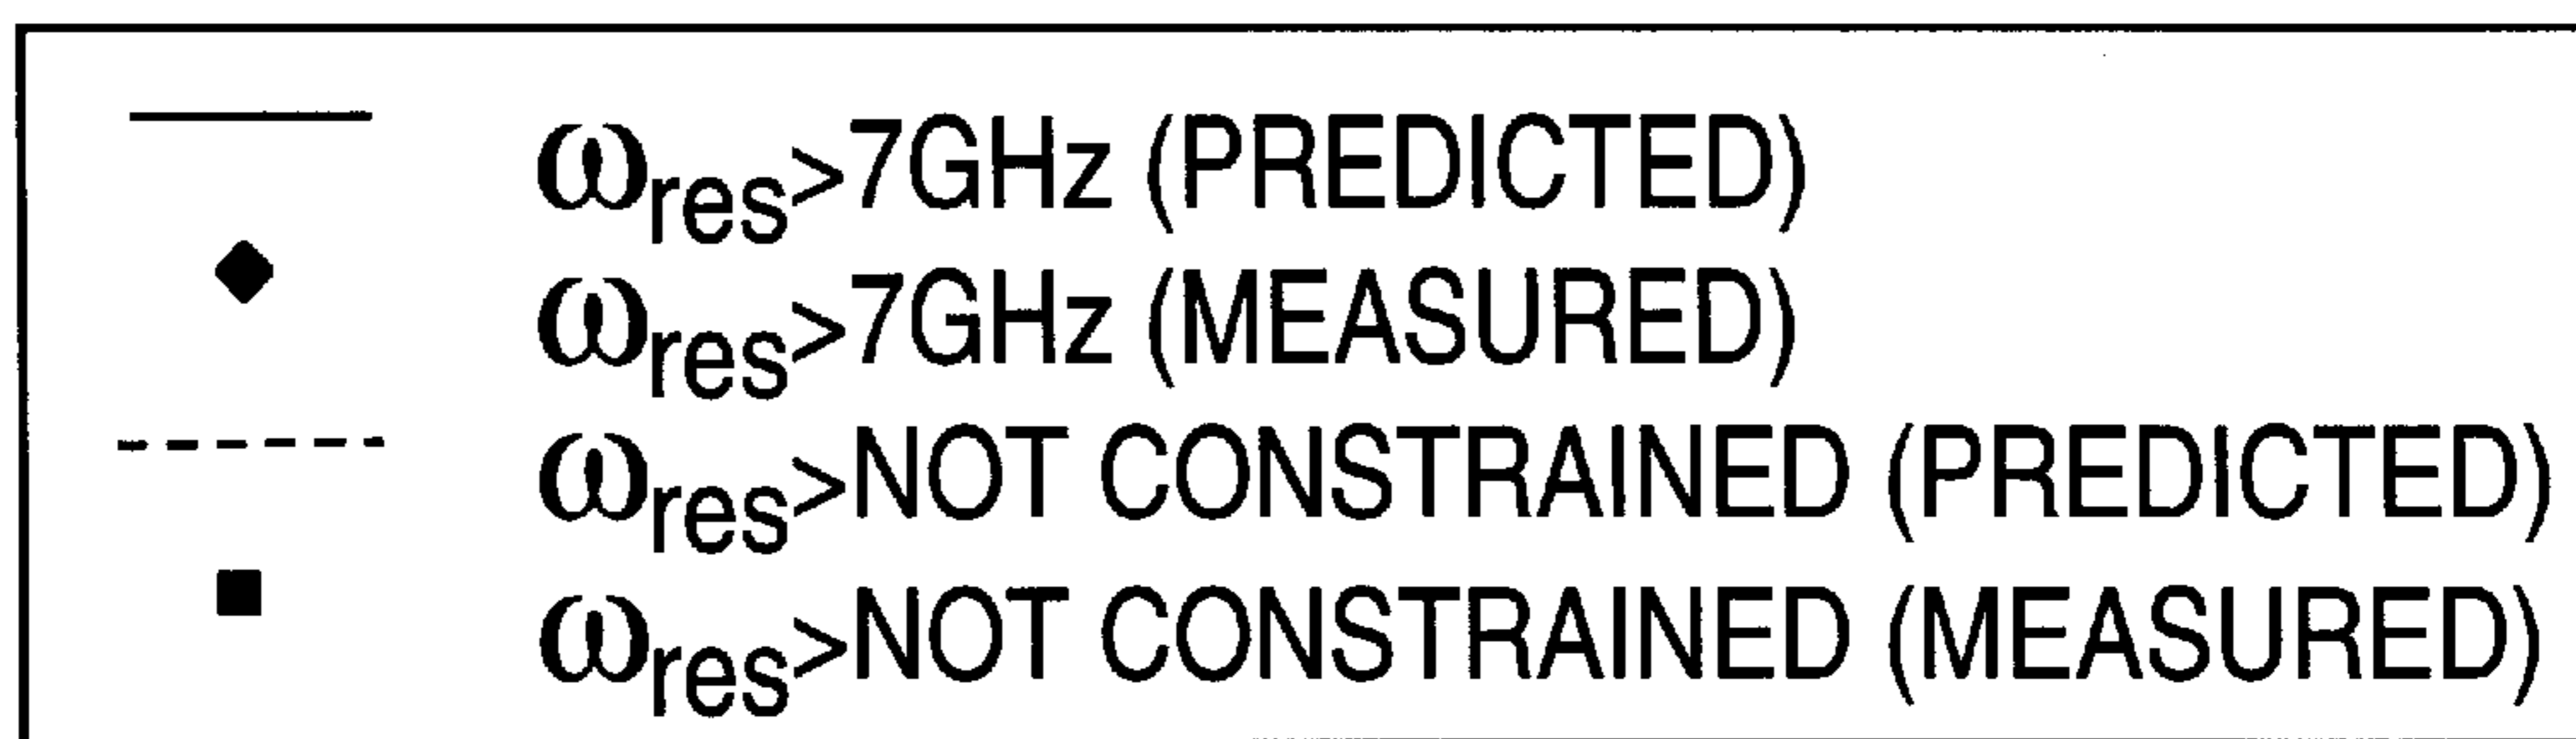 ωres>7GHz (PREDICTED)
ωres>7GHz (MEASURED)
ωres>NOT CONSTRAINED (PREDICTED)
ωres>NOT CONSTRAINED (MEASURED)